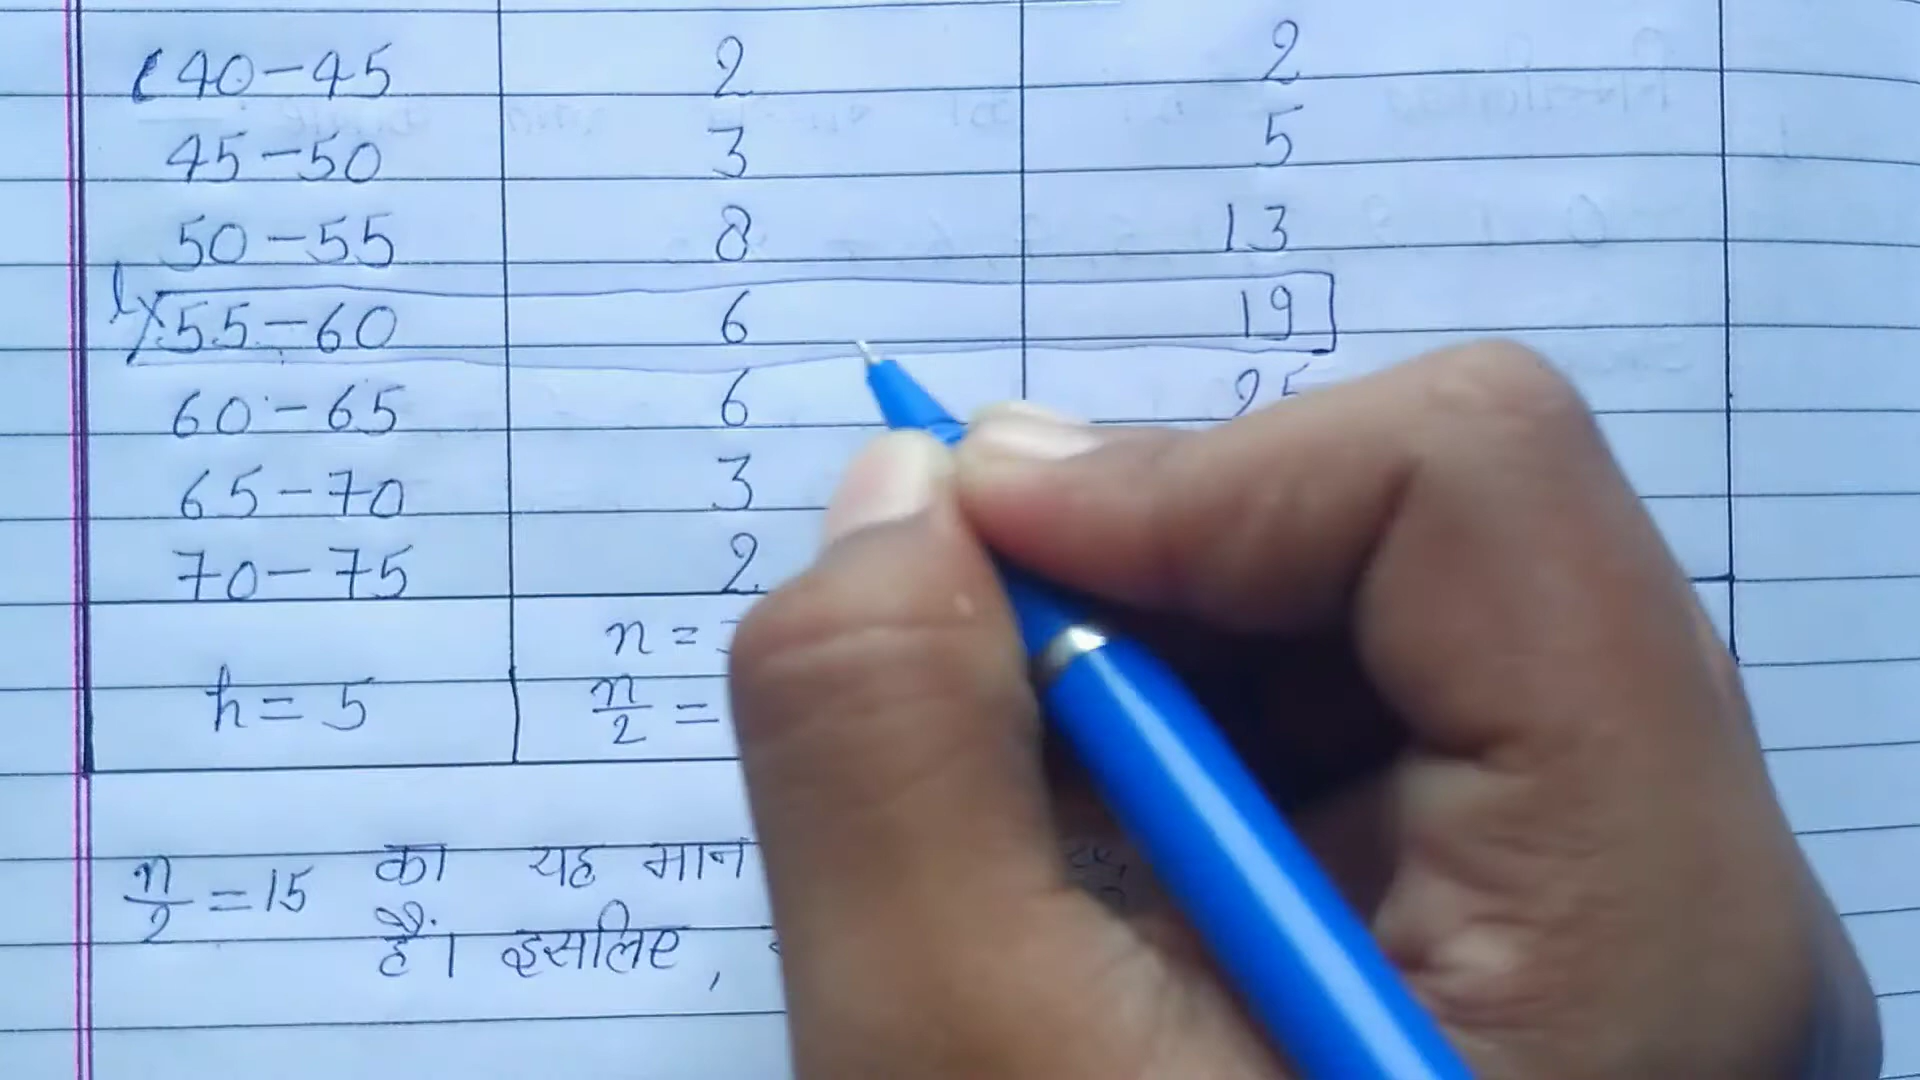 40-45 2 2
45-50 3 5
50-55 8 13
l 55-60 6 19
60-65 6 25
65-70 3
70-75 2
n =
h = 5 n/2 =
n/2 = 15 का यह मान
हैं। इसलिए,